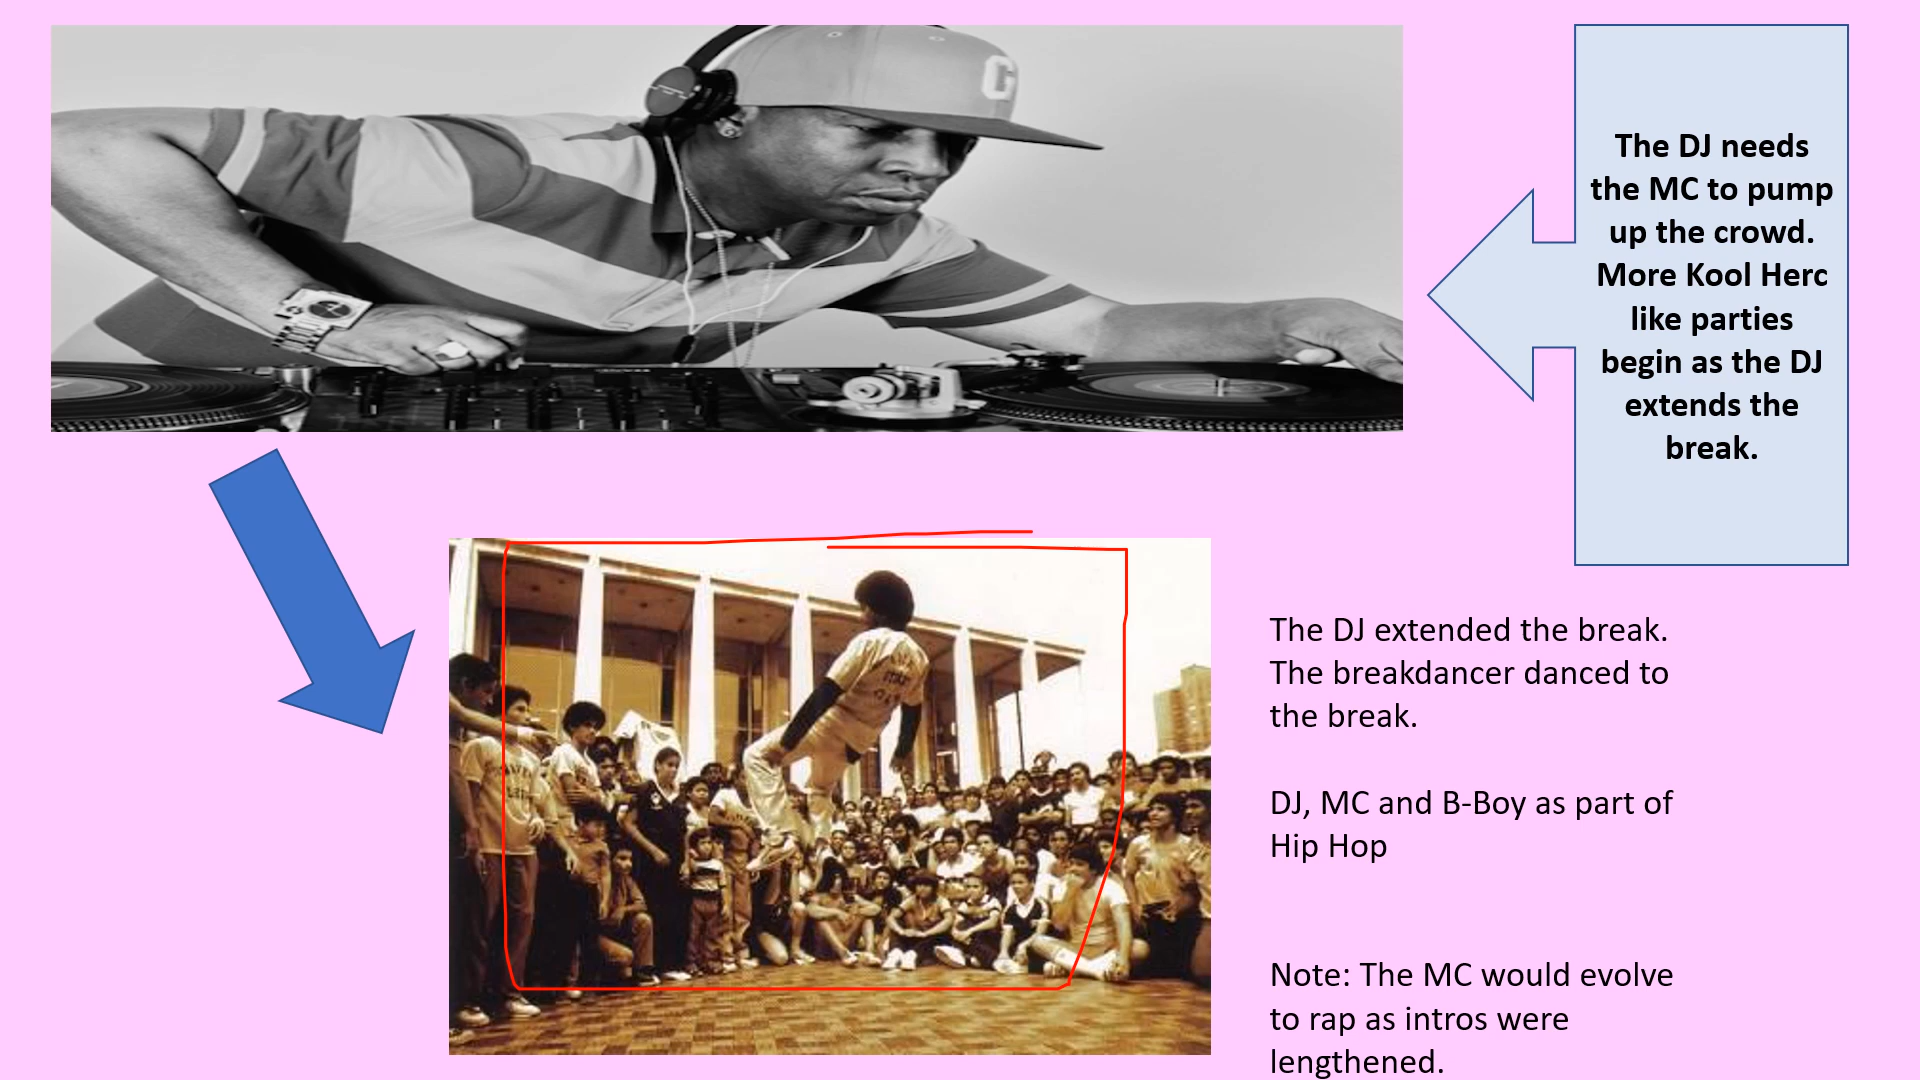 The DJ needs
the MC to pump
up the crowd.
More Kool Herc
like parties
begin as the DJ
extends the
break.
C
The DJ extended the break.
The breakdancer danced to
the break.
DJ, MC and B-Boy as part of
Hip Hop
Note: The MC would evolve
to rap as intros were
lengthened.